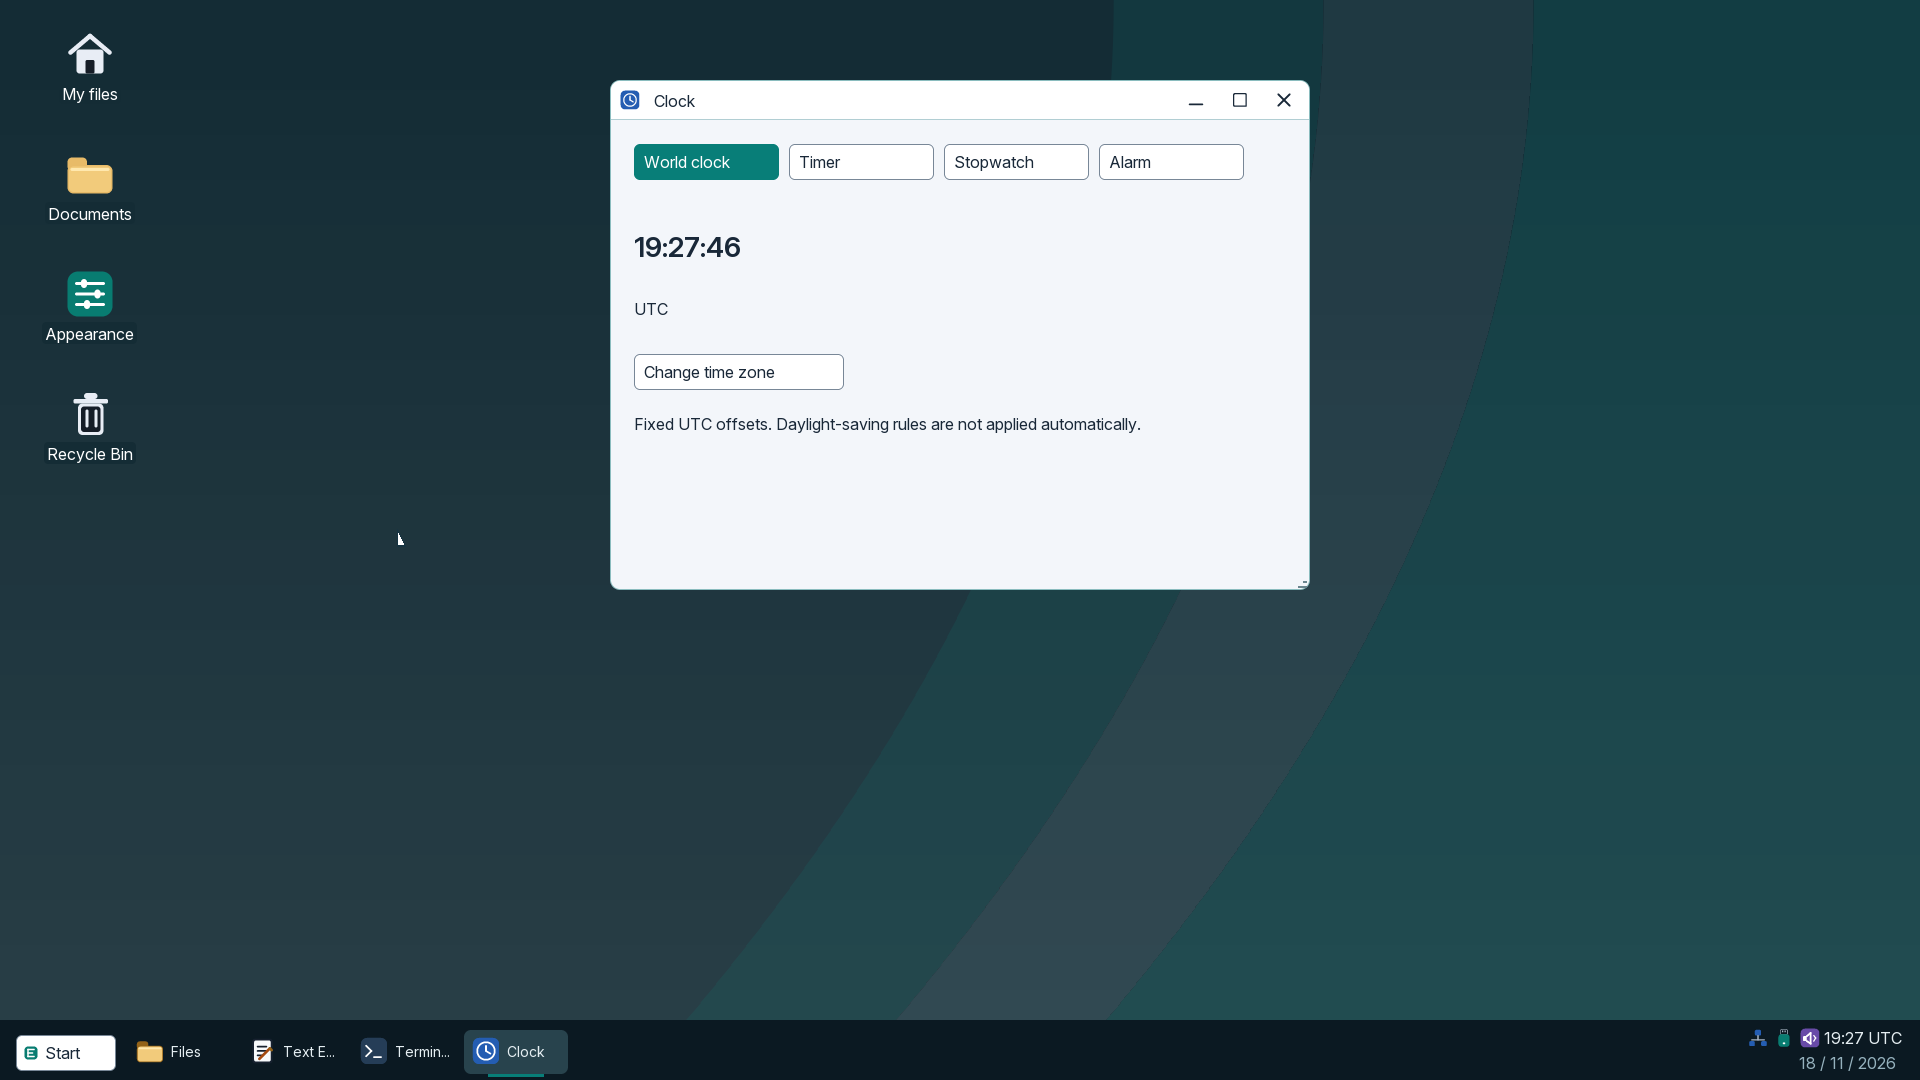 My files
Documents
Appearance
Recycle Bin
Clock
World clock
Timer
Stopwatch
Alarm
19:27:46
UTC
Change time zone
Fixed UTC offsets. Daylight-saving rules are not applied automatically.
Start
Files
Text E...
Termin...
Clock
19:27 UTC
18 / 11 / 2026